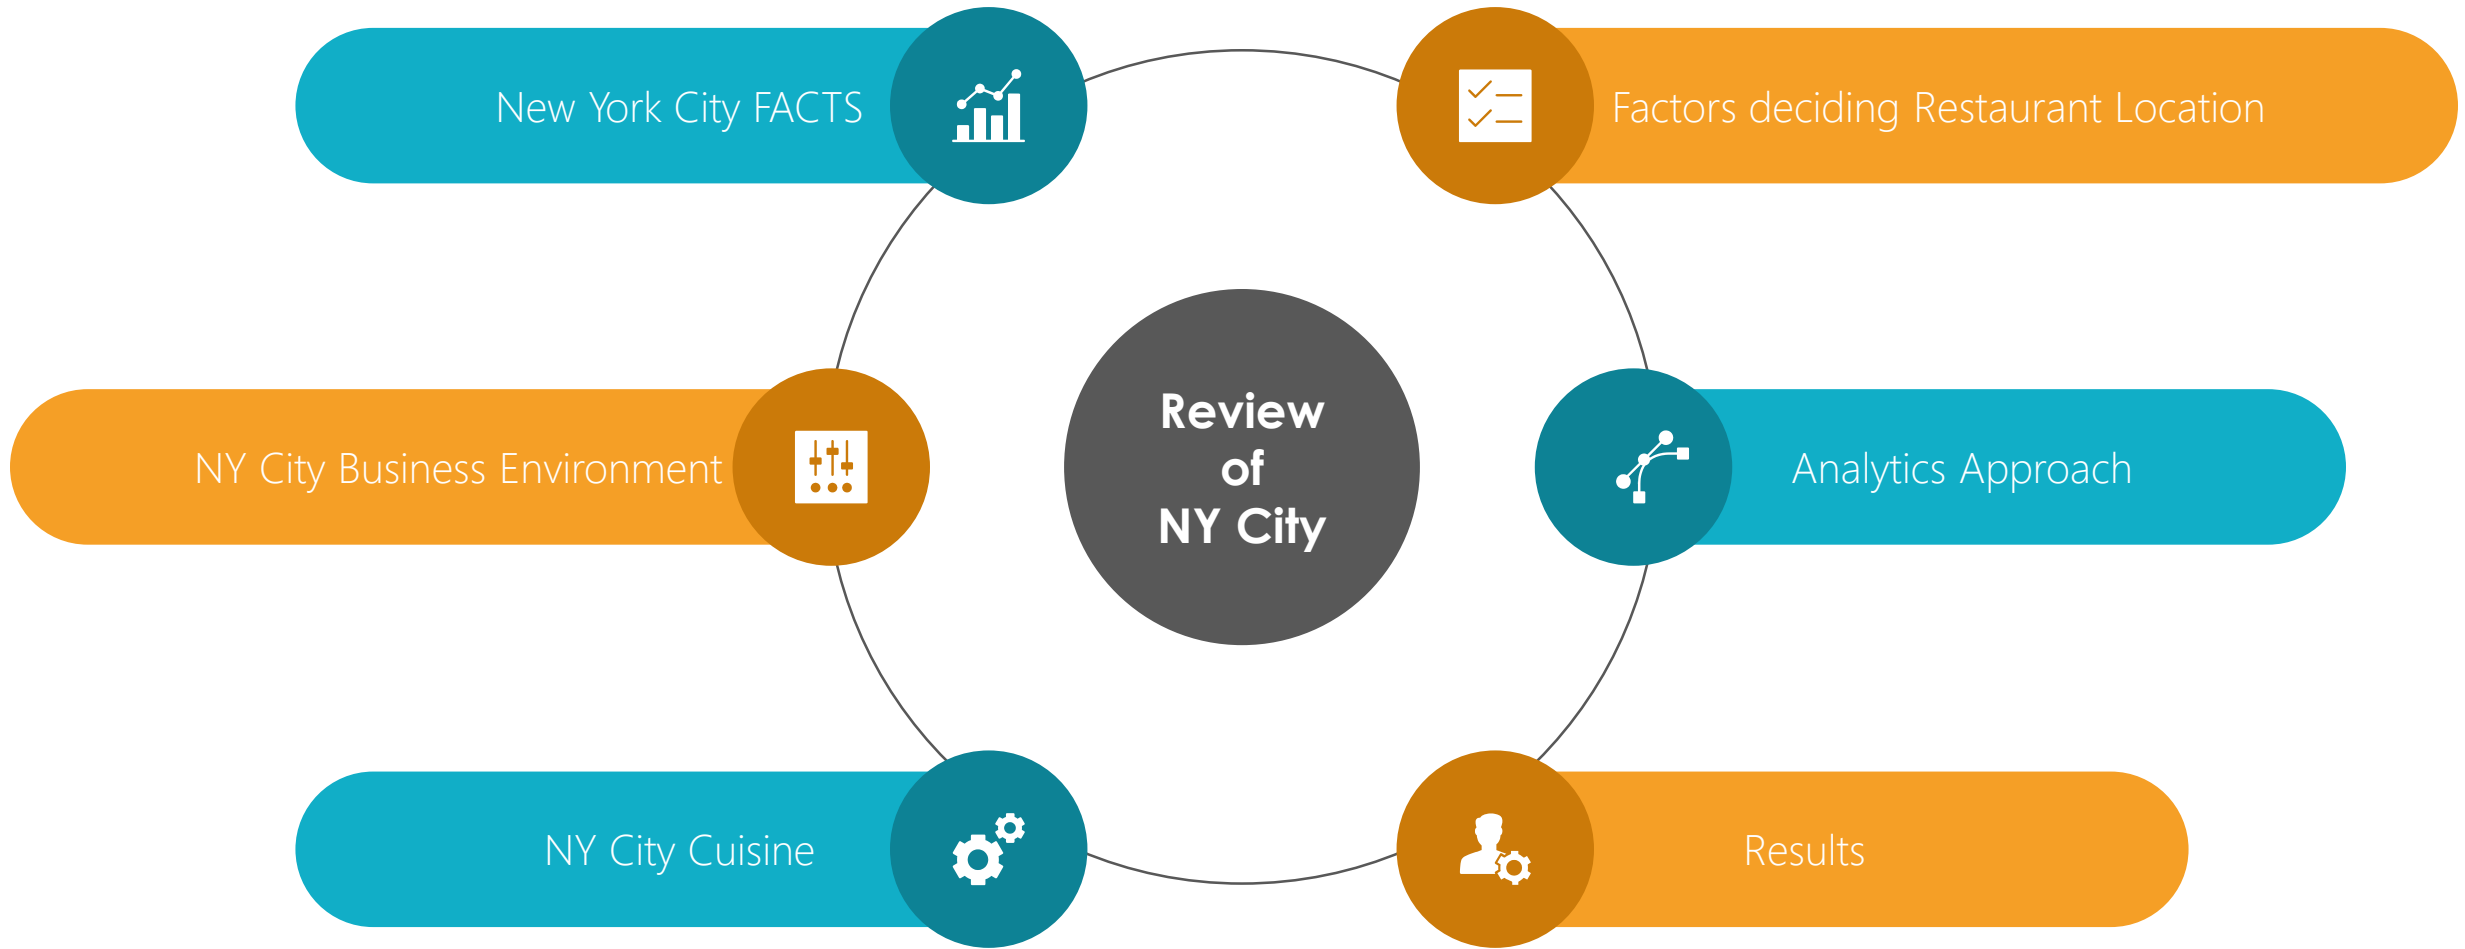 New York City FACTS
NY City Business Environment
NY City Cuisine
Review
of
NY City
Factors deciding Restaurant Location
Analytics Approach
Results